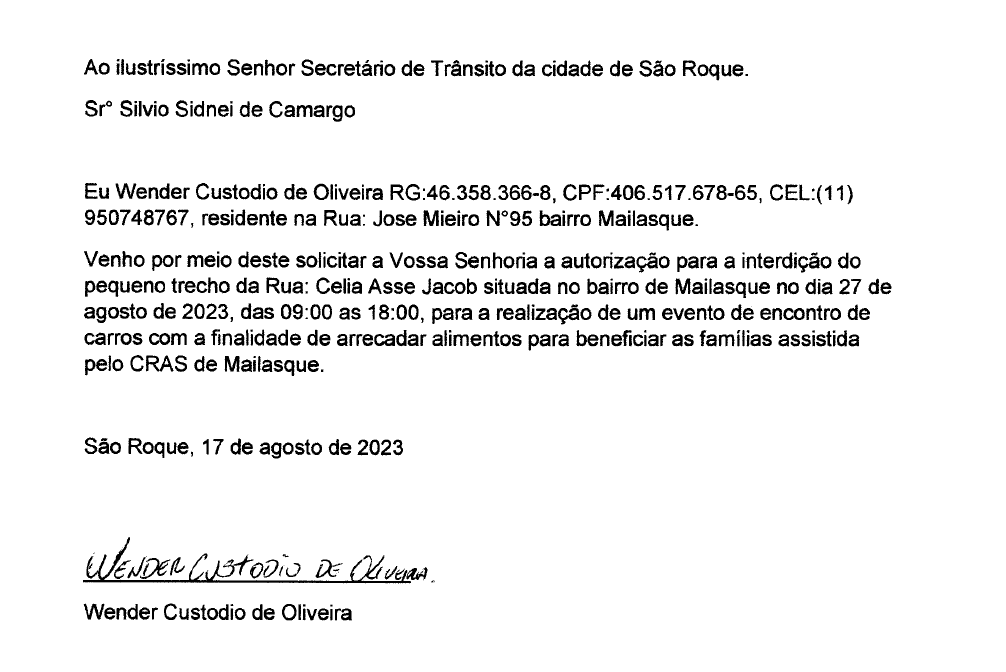 Ao ilustríssimo Senhor Secretário de Trânsito da cidade de São Roque.
Sr° Silvio Sidnei de Camargo
Eu Wender Custodio de Oliveira RG:46.358.366-8, CPF:406.517.678-65, CEL:(11)
950748767, residente na Rua: Jose Mieiro N°95 bairro Mailasque.
Venho por meio deste solicitar a Vossa Senhoria a autorização para a interdição do
pequeno trecho da Rua: Celia Asse Jacob situada no bairro de Mailasque no dia 27 de
agosto de 2023, das 09:00 as 18:00, para a realização de um evento de encontro de
carros com a finalidade de arrecadar alimentos para beneficiar as famílias assistida
pelo CRAS de Mailasque.
São Roque, 17 de agosto de 2023
WENDER CUSTODIO DE OLIVEIRA.
Wender Custodio de Oliveira